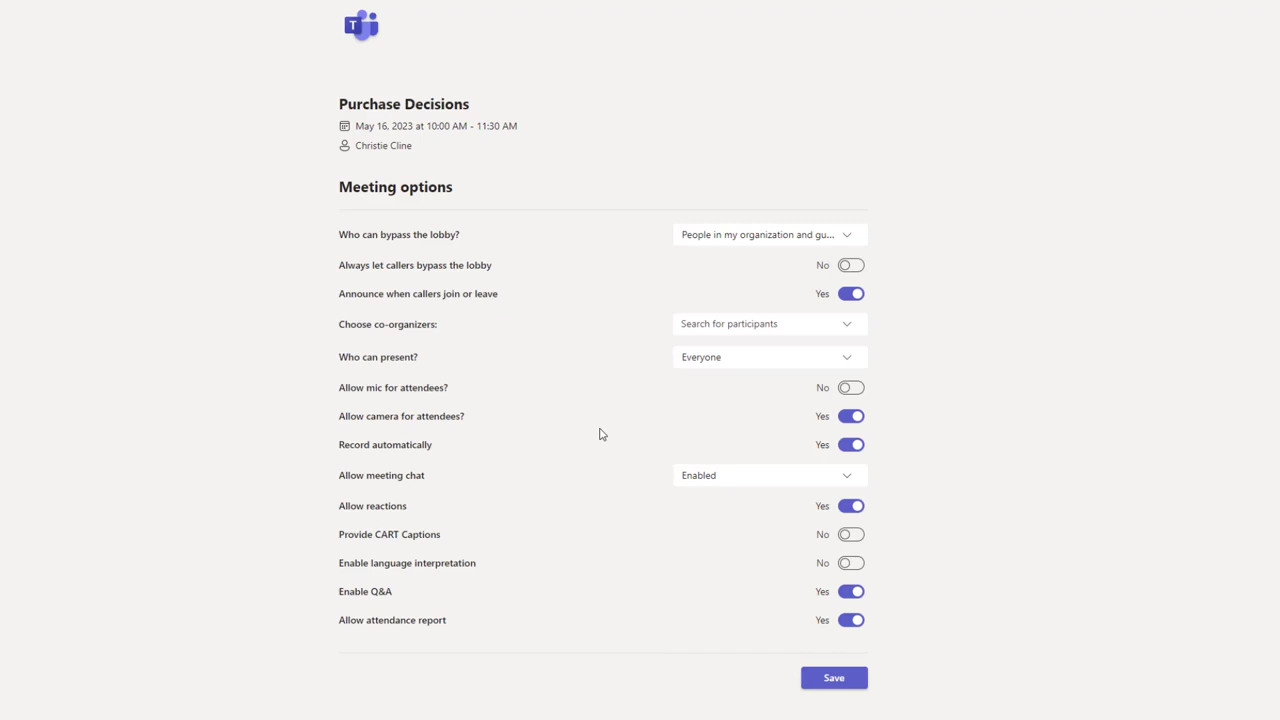 T
Purchase Decisions
May 16, 2023 at 10:00 AM - 11:30 AM
Christie Cline
Meeting options
Who can bypass the lobby? People in my organization and gu...
Always let callers bypass the lobby No
Announce when callers join or leave Yes
Choose co-organizers: Search for participants
Who can present? Everyone
Allow mic for attendees? No
Allow camera for attendees? Yes
Record automatically Yes
Allow meeting chat Enabled
Allow reactions Yes
Provide CART Captions No
Enable language interpretation No
Enable Q&A Yes
Allow attendance report Yes
Save